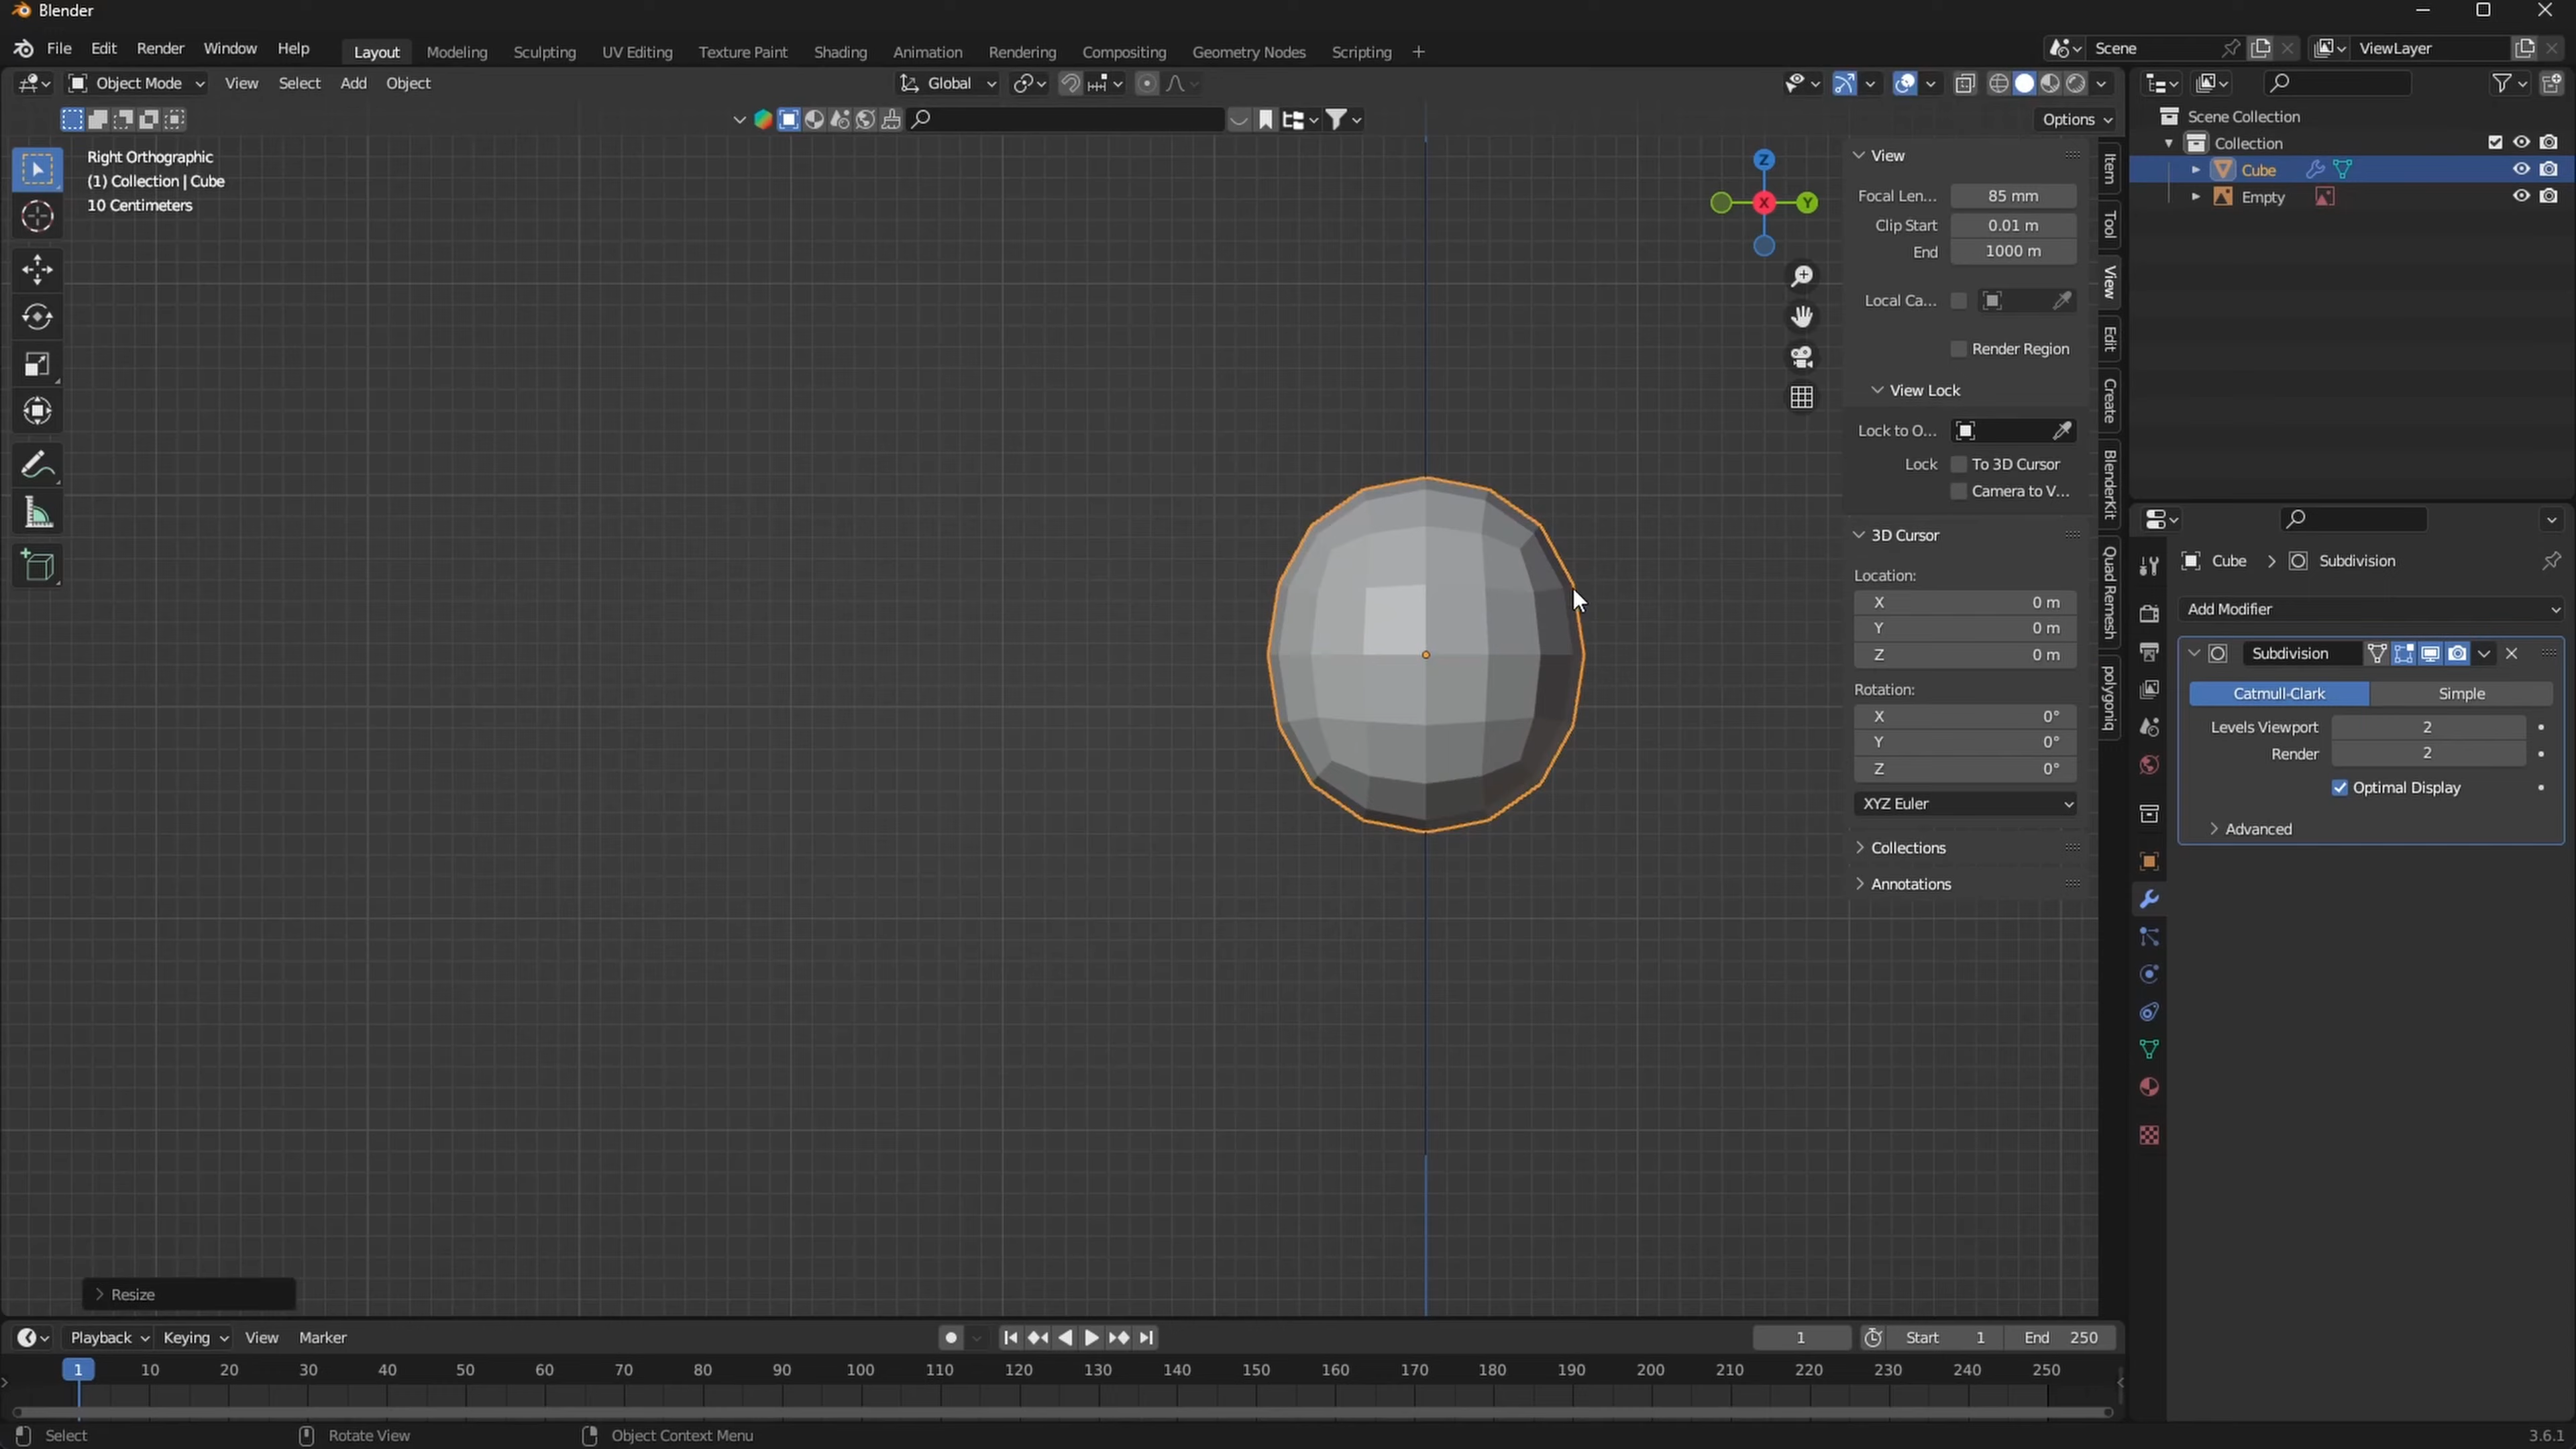 Blender
File Edit Render Window Help Layout Modeling Sculpting UV Editing Texture Paint Shading Animation Rendering Compositing Geometry Nodes Scripting + Scene ViewLayer
Object Mode View Select Add Object Global
Options
Right Orthographic
(1) Collection | Cube
10 Centimeters
Z
X
Y
View
Focal Len... 85 mm
Clip Start 0.01 m
End 1000 m
Local Ca...
Render Region
View Lock
Lock to O...
Lock To 3D Cursor
Camera to V...
3D Cursor
Location:
X 0 m
Y 0 m
Z 0 m
Rotation:
X 0°
Y 0°
Z 0°
XYZ Euler
Collections
Annotations
Item
Tool
View
Edit
Create
BlenderKit
Quad Remesh
polygoniq
Scene Collection
Collection
Cube
Empty
Cube > Subdivision
Add Modifier
Subdivision
Catmull-Clark Simple
Levels Viewport 2
Render 2
Optimal Display
Advanced
Resize
Playback Keying View Marker 1 Start 1 End 250
1 10 20 30 40 50 60 70 80 90 100 110 120 130 140 150 160 170 180 190 200 210 220 230 240 250
Select Rotate View Object Context Menu 3.6.1